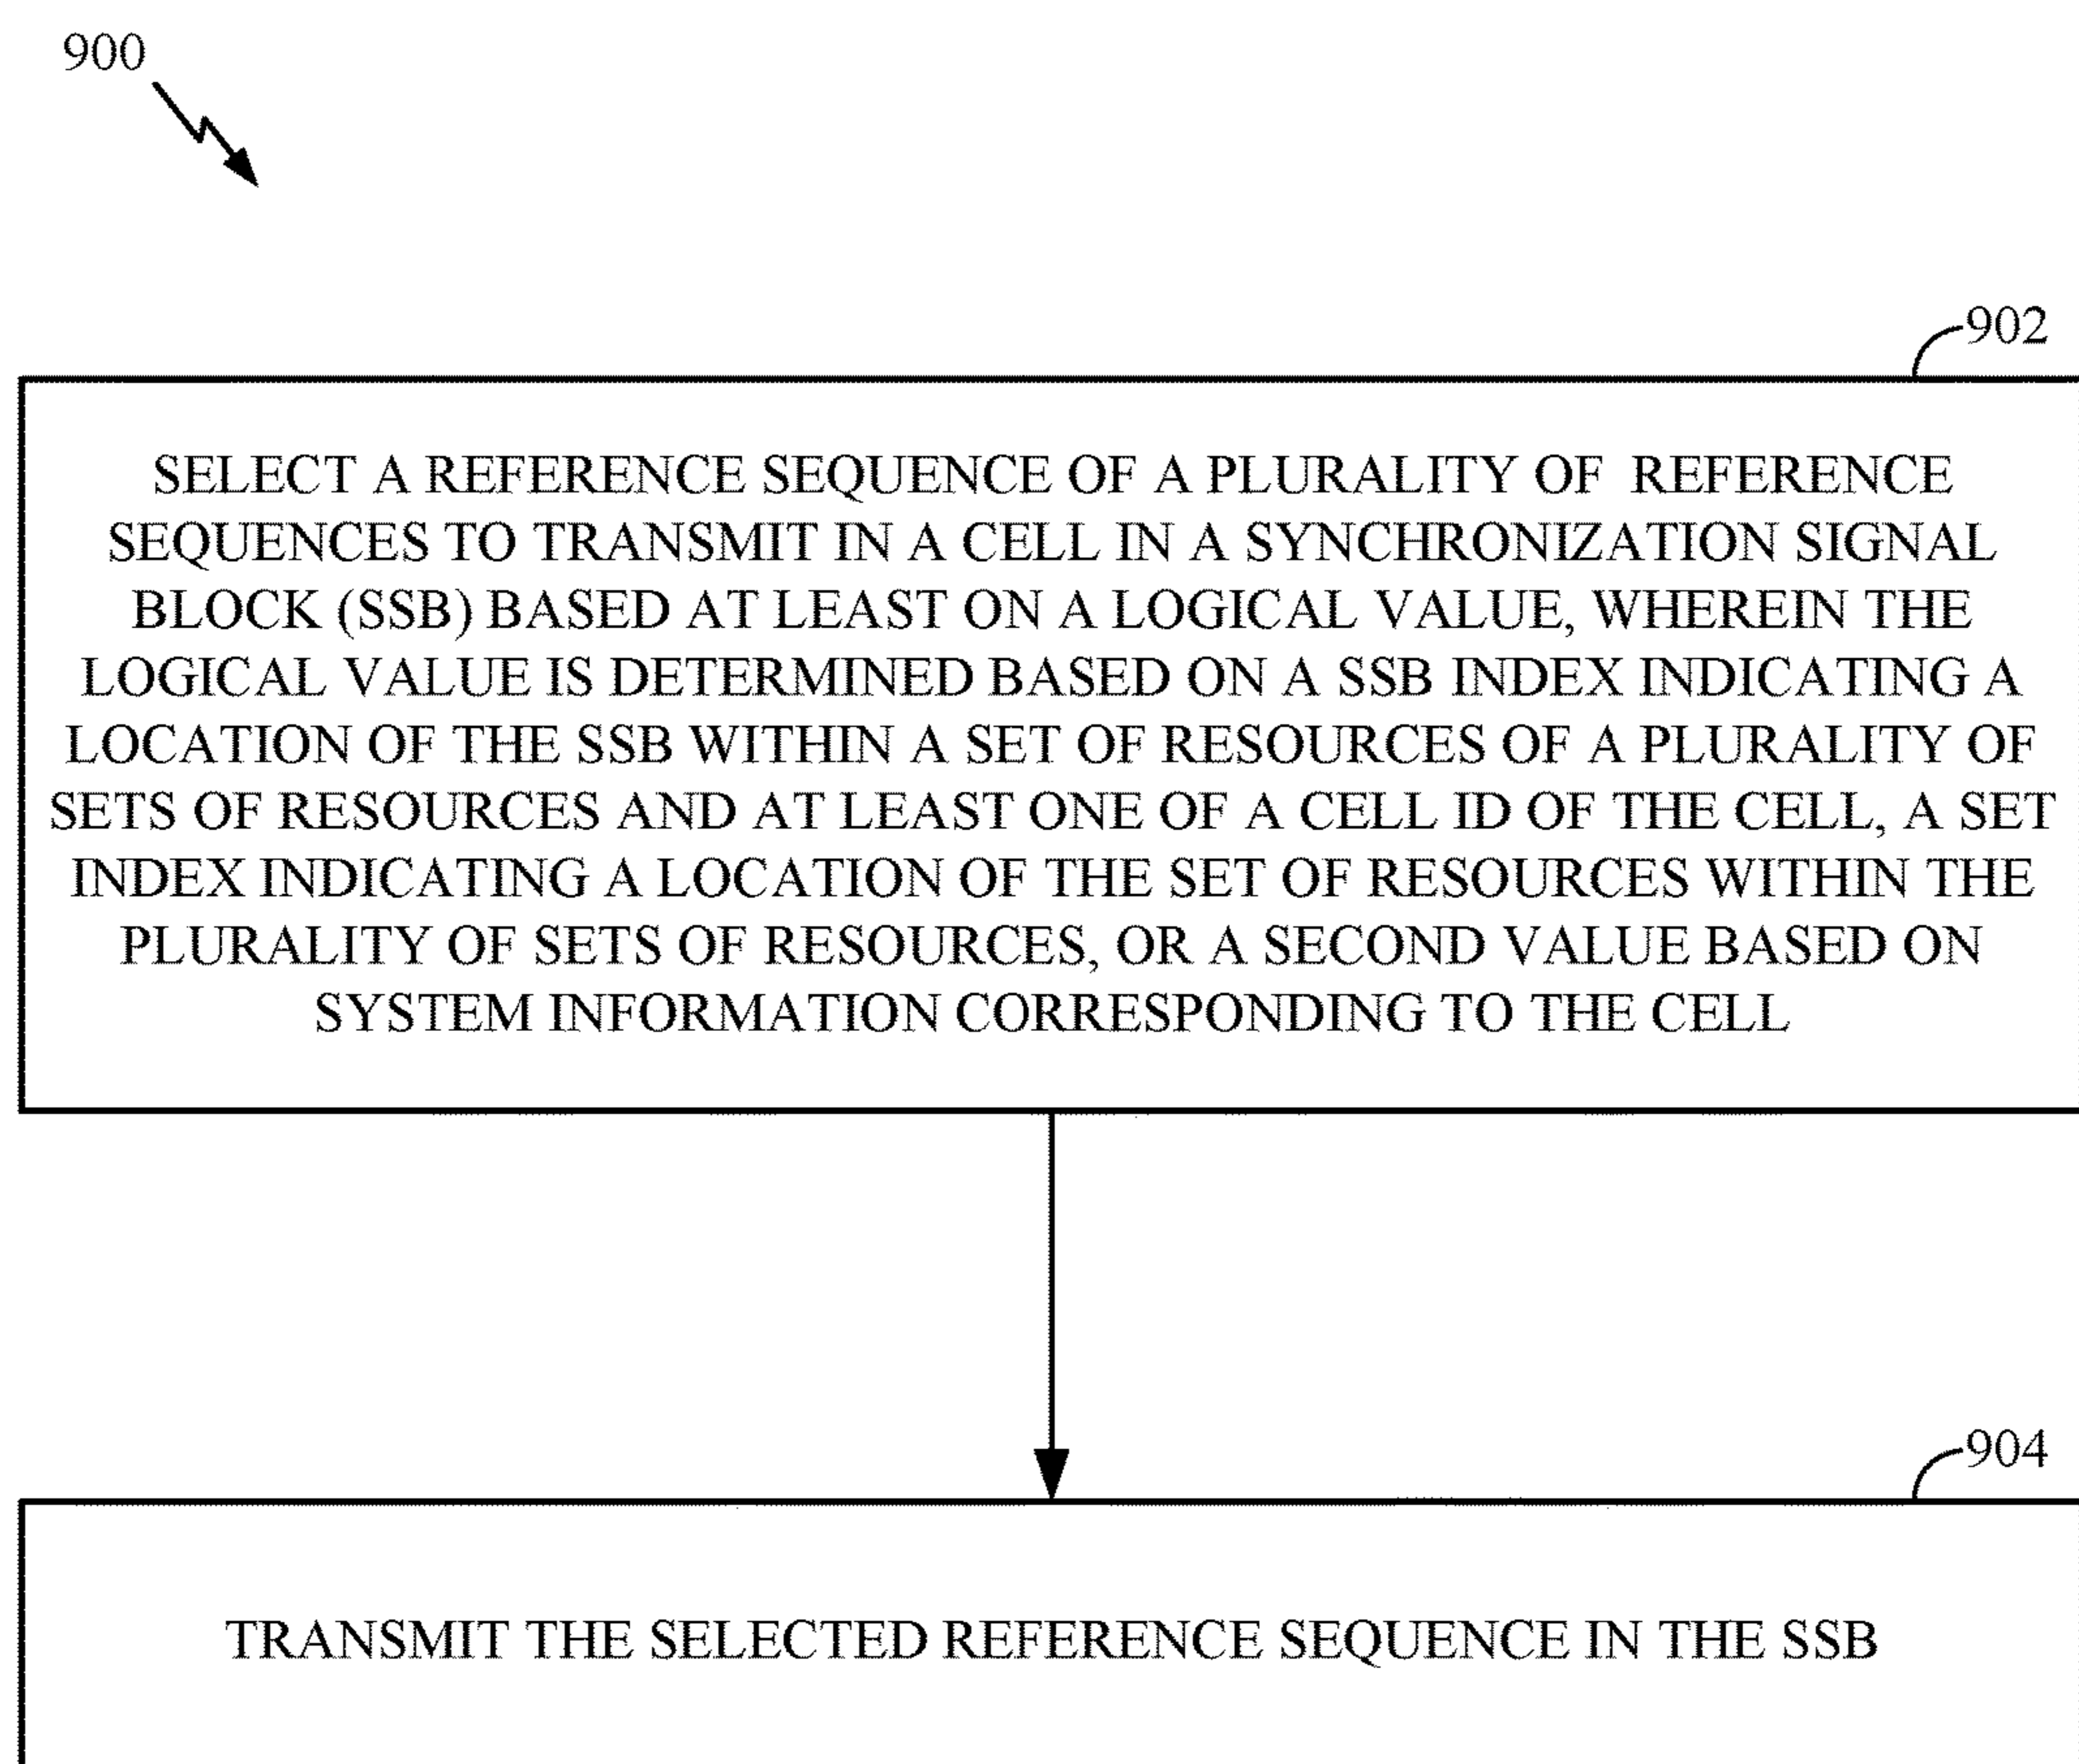 900
902
SELECT A REFERENCE SEQUENCE OF A PLURALITY OF REFERENCE
SEQUENCES TO TRANSMIT IN A CELL IN A SYNCHRONIZATION SIGNAL
BLOCK (SSB) BASED AT LEAST ON A LOGICAL VALUE, WHEREIN THE
LOGICAL VALUE IS DETERMINED BASED ON A SSB INDEX INDICATING A
LOCATION OF THE SSB WITHIN A SET OF RESOURCES OF A PLURALITY OF
SETS OF RESOURCES AND AT LEAST ONE OF A CELL ID OF THE CELL, A SET
INDEX INDICATING A LOCATION OF THE SET OF RESOURCES WITHIN THE
PLURALITY OF SETS OF RESOURCES, OR A SECOND VALUE BASED ON
SYSTEM INFORMATION CORRESPONDING TO THE CELL
904
TRANSMIT THE SELECTED REFERENCE SEQUENCE IN THE SSB